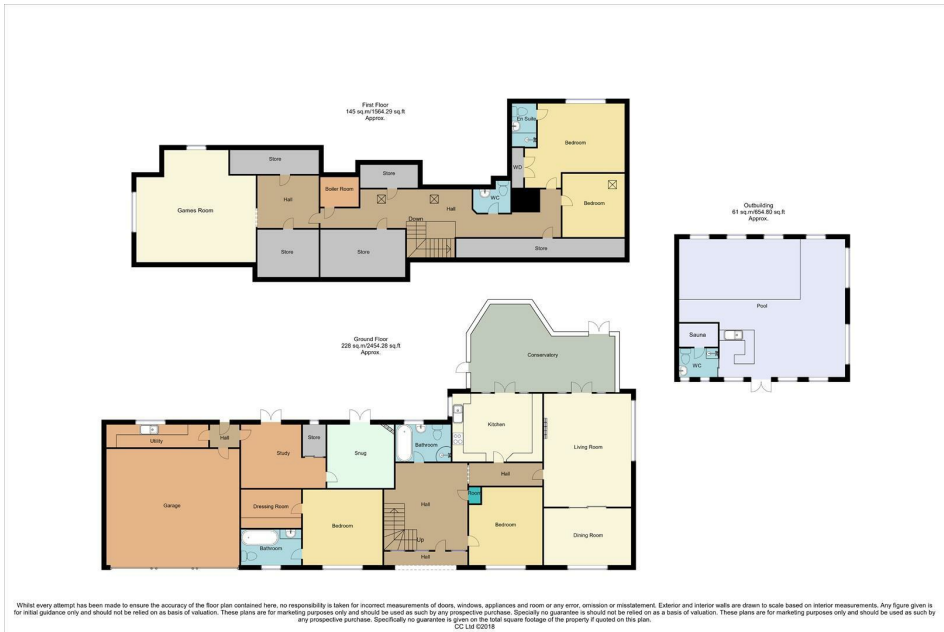 First Floor
145 sq.m/1564.29 sq.ft
Approx.
En Suite
Bedroom
WD
Store
Store
Boiler Room
Hall
Games Room
WC
Hall
Bedroom
Down
Store
Store
Store
Outbuilding
61 sq.m/654.80 sq.ft
Approx.
Pool
Sauna
WC
Ground Floor
228 sq.m/2454.28 sq.ft
Approx.
Conservatory
Kitchen
Utility
Hall
Store
Study
Snug
Bathroom
Living Room
Hall
Room
Garage
Dressing Room
Hall
Bedroom
Bedroom
Dining Room
Up
Bathroom
Hall
Whilst every attempt has been made to ensure the accuracy of the floor plan contained here, no responsibility is taken for incorrect measurements of doors, windows, appliances and room or any error, omission or misstatement. Exterior and interior walls are drawn to scale based on interior measurements. Any figure given is
for initial guidance only and should not be relied on as basis of valuation. These plans are for marketing purposes only and should be used as such by any prospective purchase. Specially no guarantee is should not be relied on as a basis of valuation. These plans are for marketing purposes only and should be used as such by
any prospective purchase. Specifically no guarantee is given on the total square footage of the property if quoted on this plan.
CC Ltd ©2018